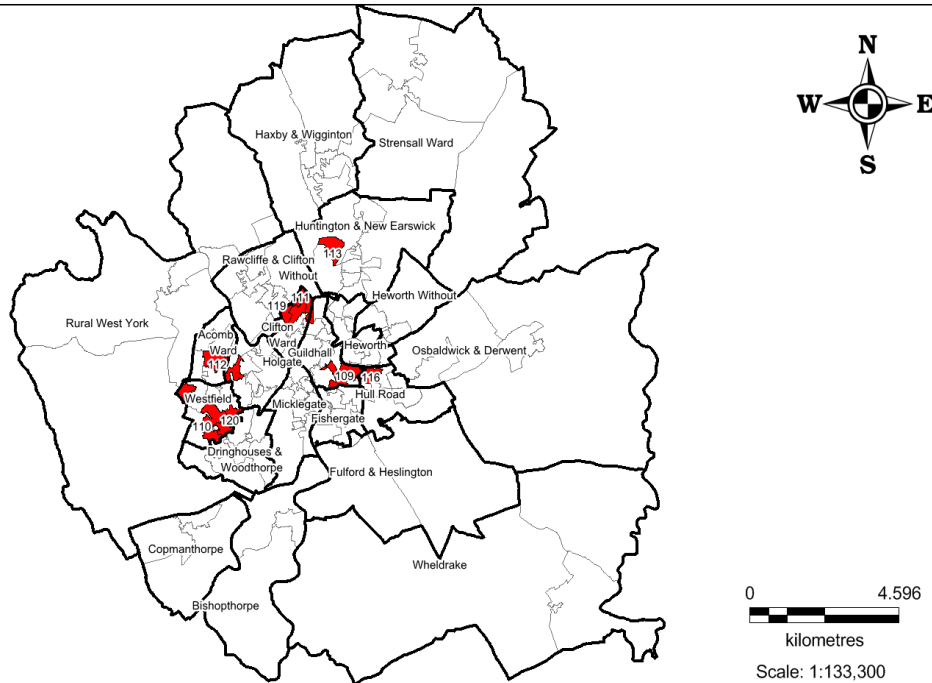 N
W E
S
Haxby & Wigginton
Strensall Ward
Huntington & New Earswick
113
Rawcliffe & Clifton
Without
111
119
Heworth Without
Rural West York
Clifton
Ward
Acomb
Ward
112
Guildhall
Heworth
Holgate
Osbaldwick & Derwent
109
116
Hull Road
Westfield
Micklegate
Fishergate
110
120
Dringhouses &
Woodthorpe
Fulford & Heslington
Copmanthorpe
Wheldrake
Bishopthorpe
0 4.596
kilometres
Scale: 1:133,300